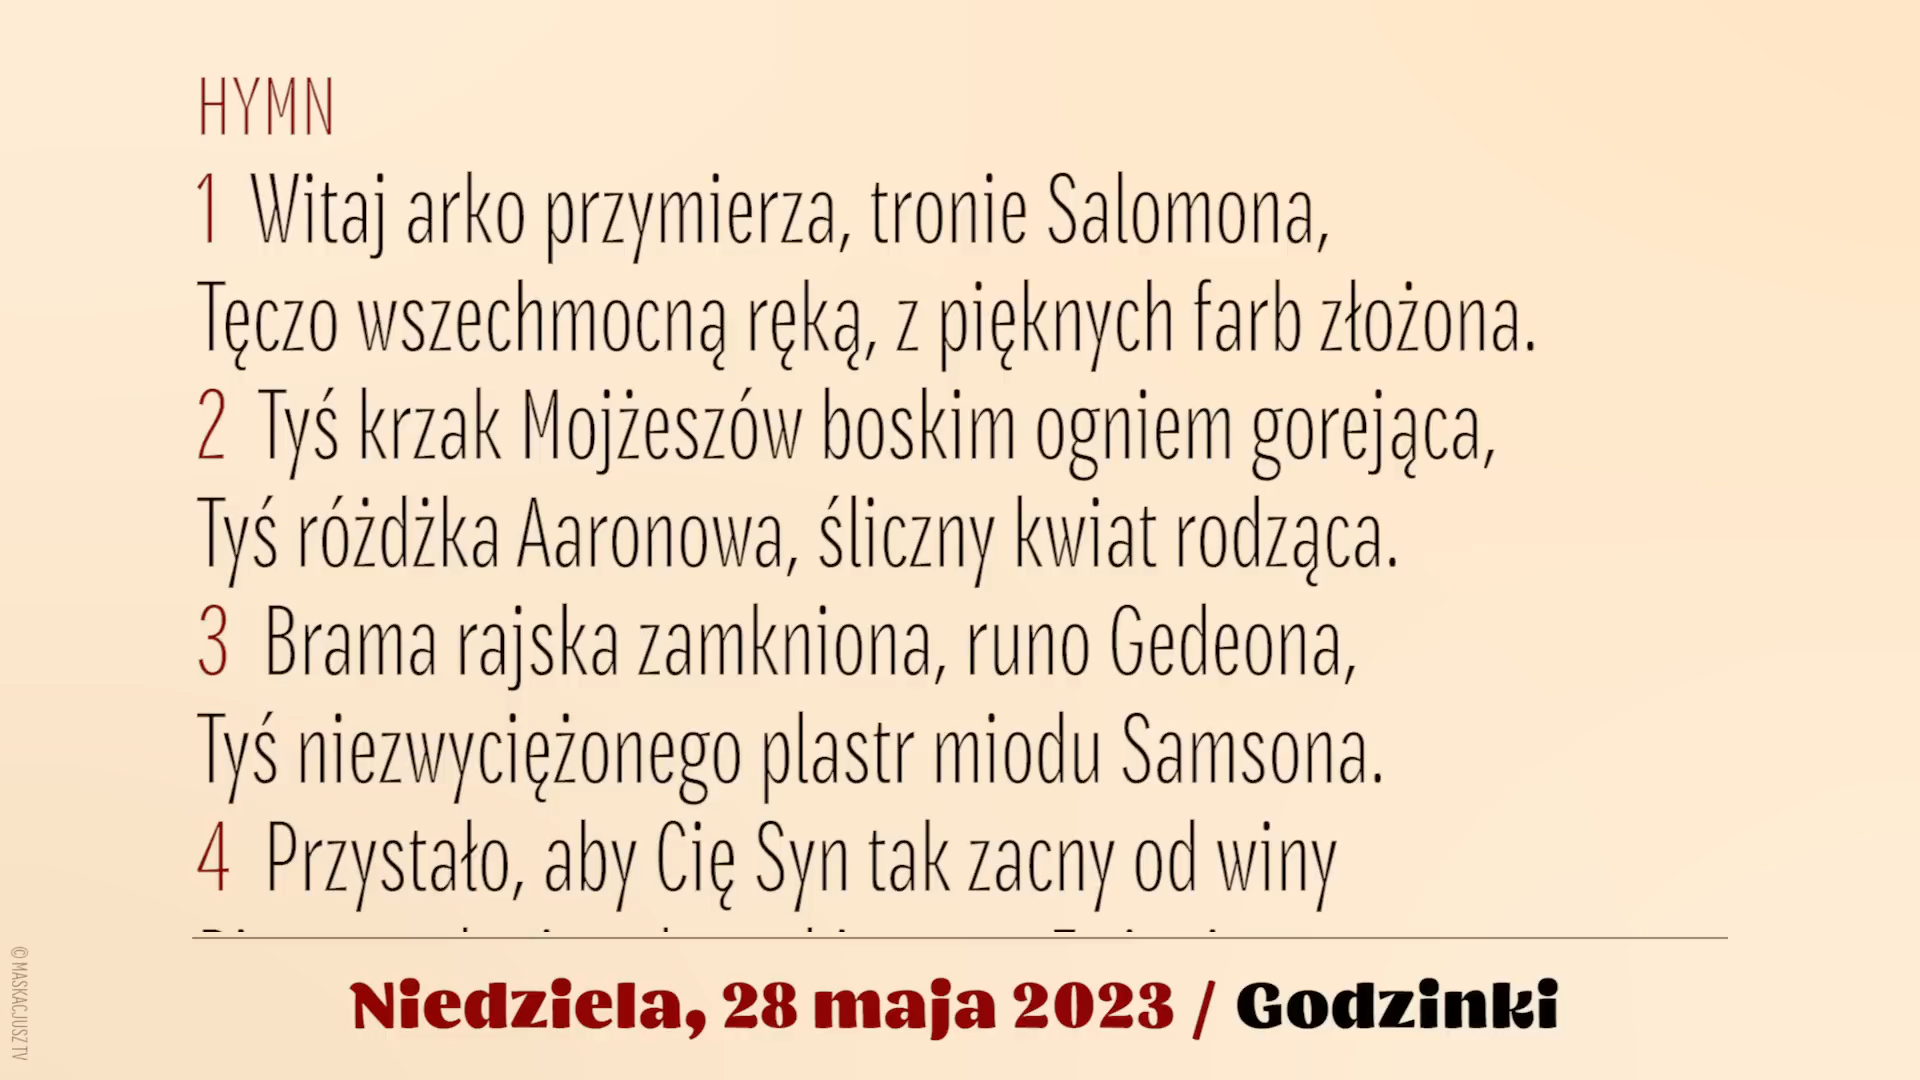 HYMN
1 Witaj arko przymierza, tronie Salomona,
Tęczo wszechmocną ręką, z pięknych farb złożona.
2 Tyś krzak Mojżeszów boskim ogniem gorejąca,
Tyś różdżka Aaronowa, śliczny kwiat rodząca.
3 Brama rajska zamkniona, runo Gedeona,
Tyś niezwyciężonego plastr miodu Samsona.
4 Przystało, aby Cię Syn tak zacny od winy
Niedziela, 28 maja 2023 / Godzinki
© MASKACJUSZ TV